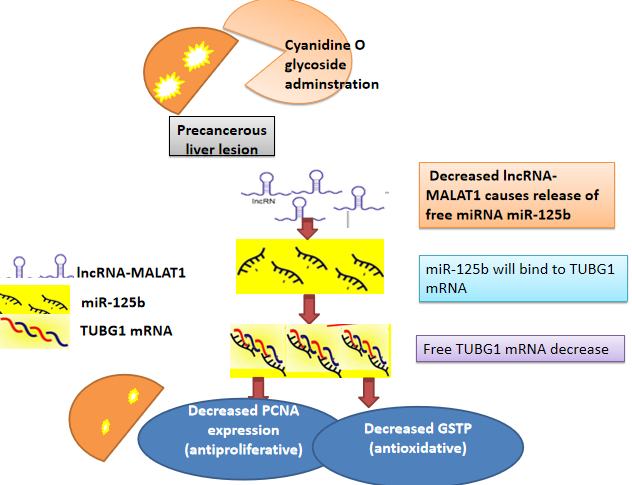 Cyanidine O
glycoside
adminstration
Precancerous
liver lesion
lncRN
Decreased lncRNA-
MALAT1 causes release of
free miRNA miR-125b
miR-125b will bind to TUBG1
mRNA
lncRNA-MALAT1
miR-125b
TUBG1 mRNA
Free TUBG1 mRNA decrease
Decreased PCNA
expression
(antiproliferative)
Decreased GSTP
(antioxidative)